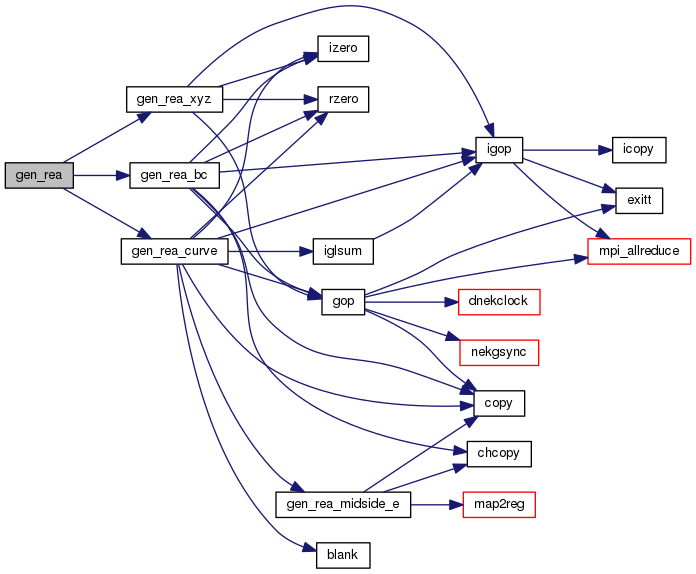 gen_rea
gen_rea_xyz
gen_rea_bc
gen_rea_curve
izero
rzero
iglsum
gop
gen_rea_midside_e
blank
igop
dnekclock
nekgsync
copy
chcopy
map2reg
icopy
exitt
mpi_allreduce